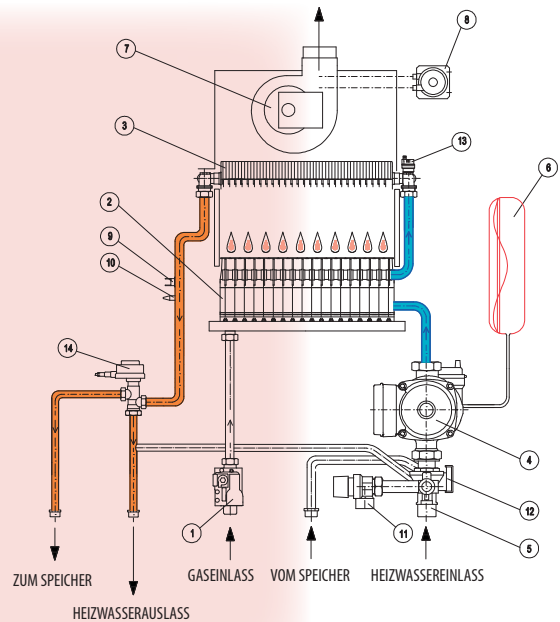 7
8
3
13
6
2
9
10
14
4
1
11
12
5
ZUM SPEICHER
GASEINLASS
VOM SPEICHER
HEIZWASSEREINLASS
HEIZWASSERAUSLASS